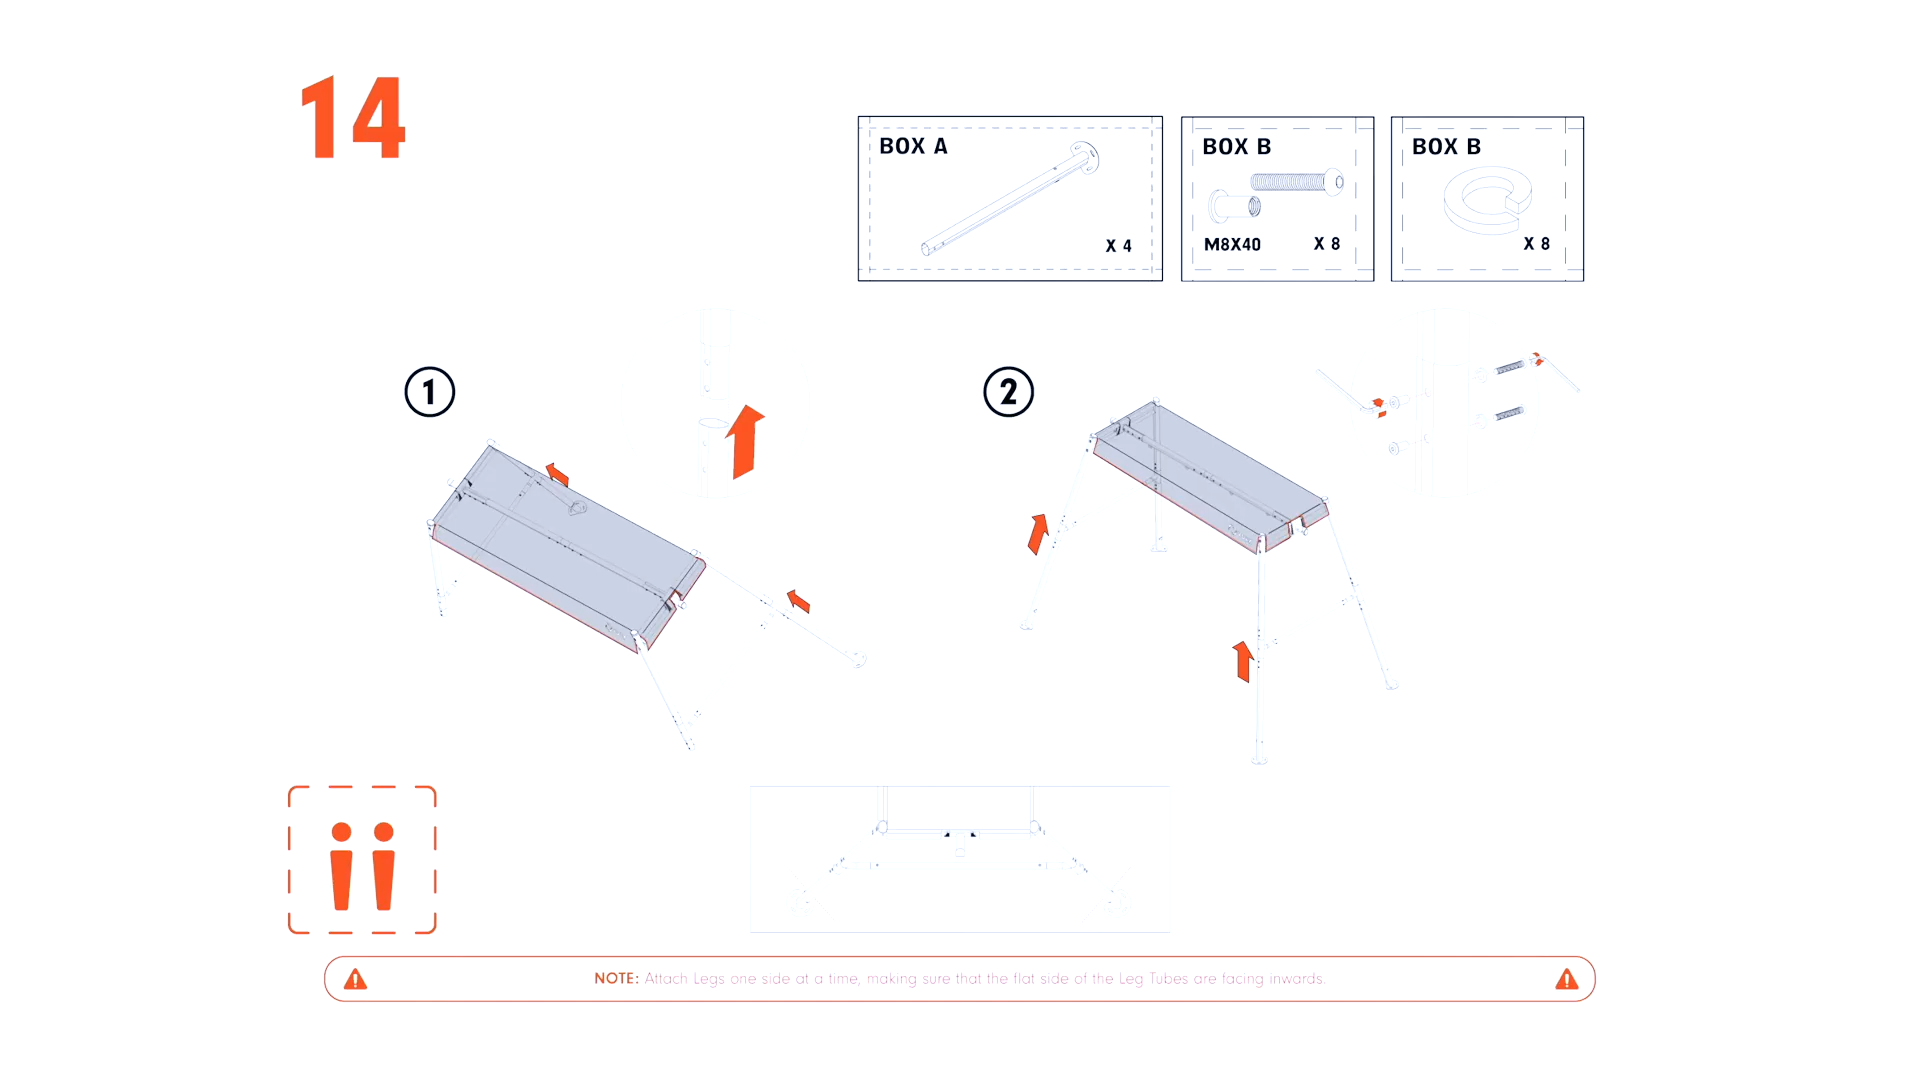 14
BOX A
X 4
BOX B
M8X40 X 8
BOX B
X 8
1
2
NOTE: Attach Legs one side at a time, making sure that the flat side of the Leg Tubes are facing inwards.